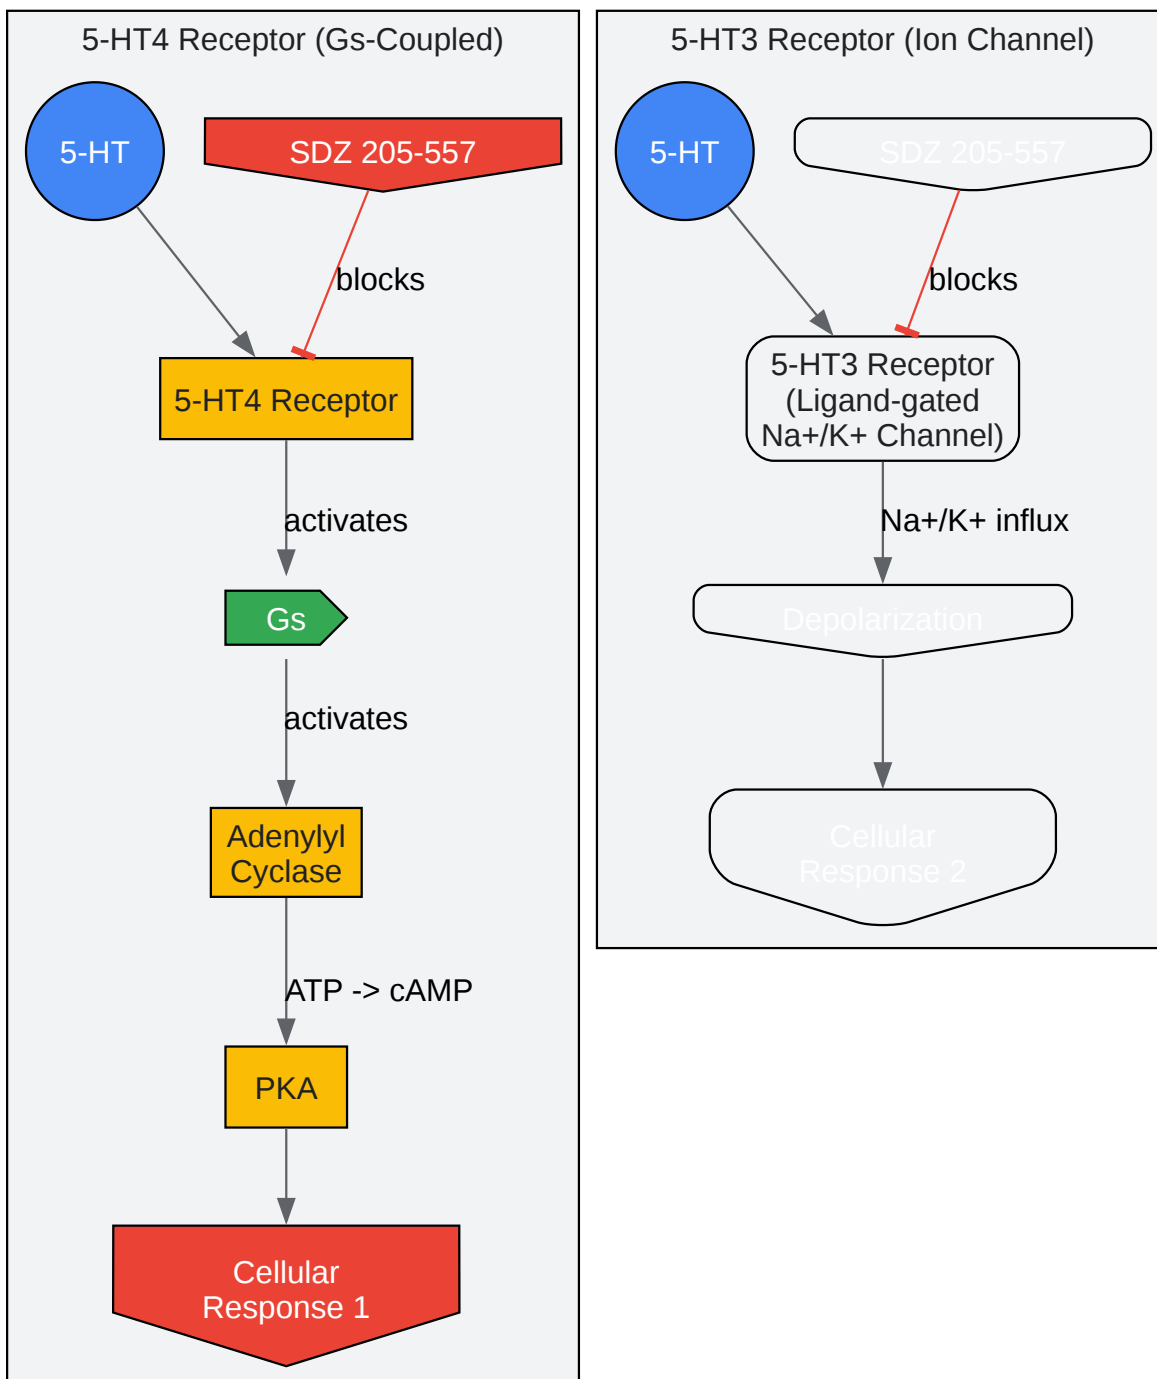 5-HT4 Receptor (Gs-Coupled)
5-HT
SDZ 205-557
blocks
5-HT4 Receptor
activates
Gs
activates
Adenylyl
Cyclase
ATP -> cAMP
PKA
Cellular
Response 1
5-HT3 Receptor (Ion Channel)
5-HT
SDZ 205-557
blocks
5-HT3 Receptor
(Ligand-gated
Na+/K+ Channel)
Na+/K+ influx
Depolarization
Cellular
Response 2